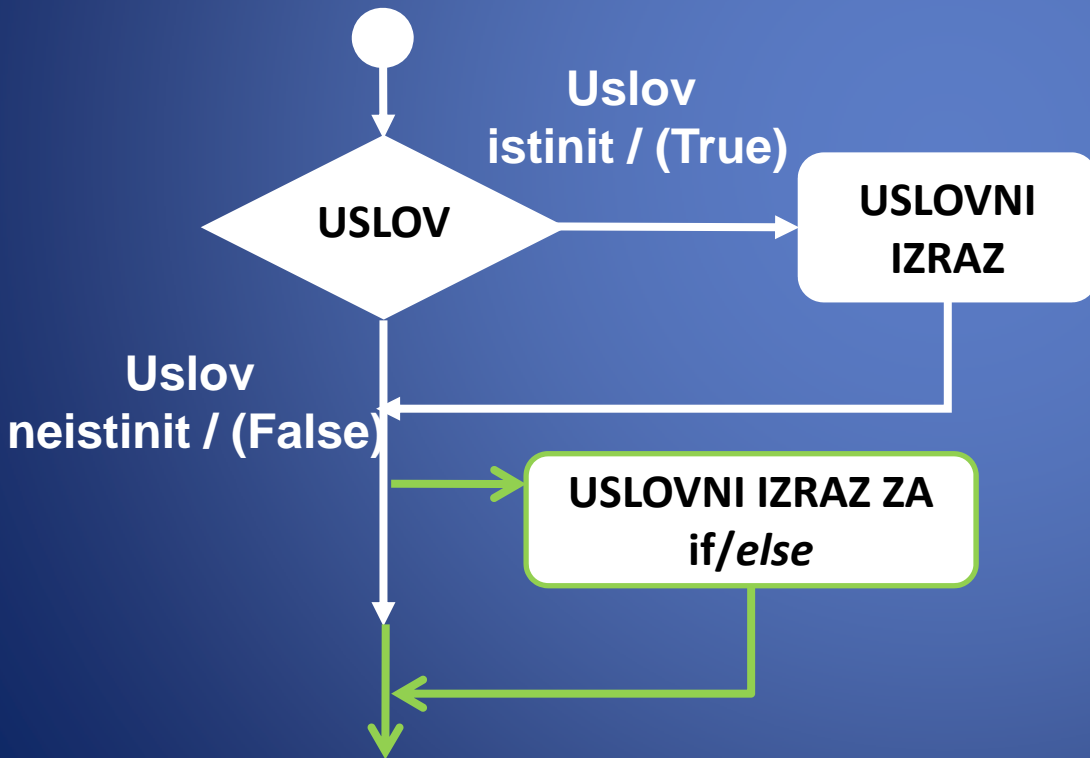 Uslov
istinit / (True)
USLOV
USLOVNI
IZRAZ
Uslov
neistinit / (False)
USLOVNI IZRAZ ZA
if/else